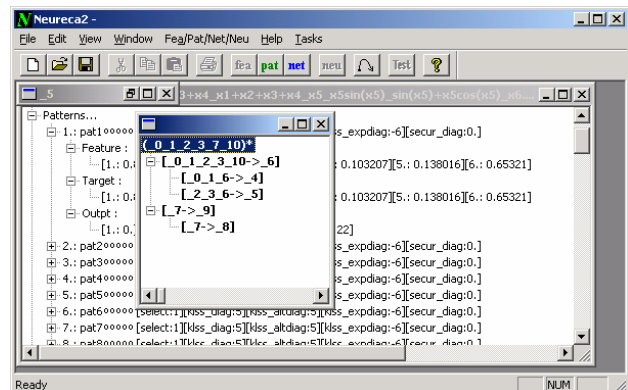 Neureca2 -
File Edit View Window Fea/Pat/Net/Neu Help Tasks
fea pat net neu Test
_5
3+x4_x1+x2+x3+x4_x5_x5sin(x5)_sin(x5)+x5cos(x5)_x6
Patterns...
1.: pat1 ss_expdiag:-6][secur_diag:0.]
Feature :
[1.: 0. : 0.103207][5.: 0.138016][6.: 0.65321]
Target :
[1.: 0. : 0.103207][5.: 0.138016][6.: 0.65321]
Outpt :
[1.: 0. 22]
(_0_1_2_3_7_10)*
[_0_1_2_3_10->_6]
[_0_1_6->_4]
[_2_3_6->_5]
[_7->_9]
[_7->_8]
2.: pat2 ss_expdiag:-6][secur_diag:0.]
3.: pat3 ss_expdiag:-6][secur_diag:0.]
4.: pat4 ss_expdiag:-6][secur_diag:0.]
5.: pat5 ss_expdiag:-6][secur_diag:0.]
6.: pat6 [select:1][klss_diag:5][klss_altdiag:5][klss_expdiag:-6][secur_diag:0.]
7.: pat7 [select:1][klss_diag:5][klss_altdiag:5][klss_expdiag:-6][secur_diag:0.]
8.: pat8 [select:1][klss_diag:5][klss_altdiag:5][klss_expdiag:-6][secur_diag:0.]
Ready NUM